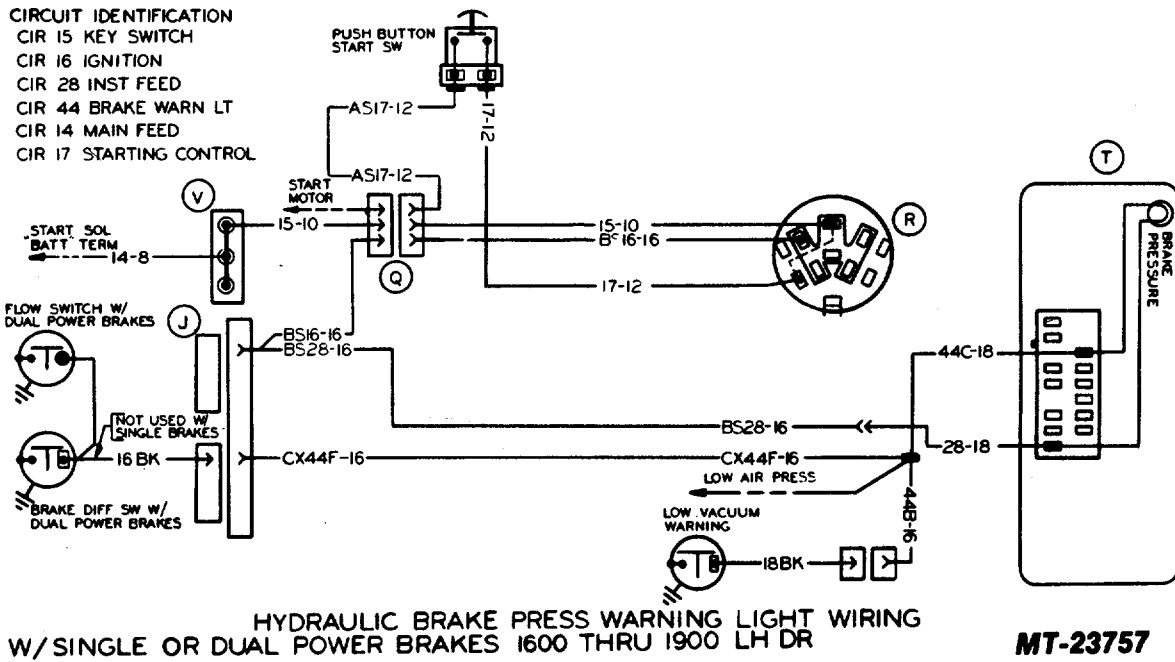 CIRCUIT IDENTIFICATION
CIR 15 KEY SWITCH
CIR 16 IGNITION
CIR 28 INST FEED
CIR 44 BRAKE WARN LT
CIR 14 MAIN FEED
CIR 17 STARTING CONTROL
PUSH BUTTON
START SW
AS17-12
17-12
AS17-12
START
MOTOR
V
15-10
Q
15-10
BS16-16
17-12
R
T
BRAKE
PRESSURE
"START SOL
BATT" TERM
14-8
FLOW SWITCH W/
DUAL POWER BRAKES
J
BS16-16
BS28-16
44C-18
NOT USED W/
SINGLE BRAKES
16BK
BS28-16
28-18
CX44F-16
CX44F-16
LOW AIR PRESS
44B-16
BRAKE DIFF SW W/
DUAL POWER BRAKES
LOW VACUUM
WARNING
18BK
HYDRAULIC BRAKE PRESS WARNING LIGHT WIRING
W/SINGLE OR DUAL POWER BRAKES 1600 THRU 1900 LH DR
MT-23757